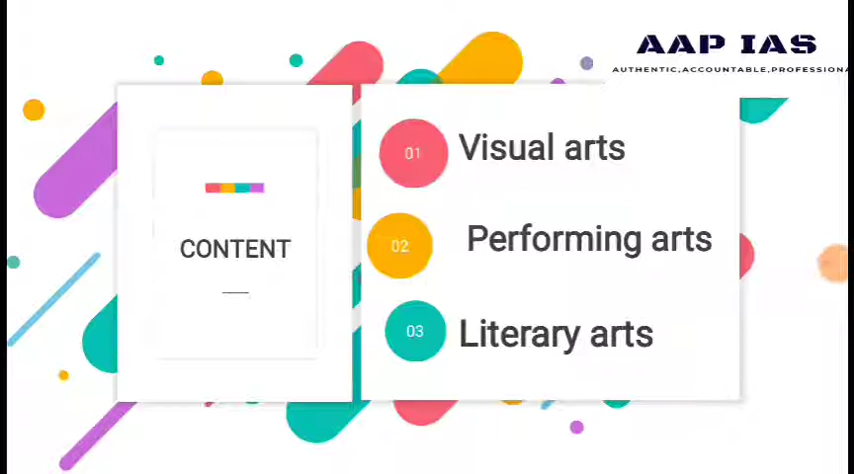 AAP IAS
AUTHENTIC,ACCOUNTABLE,PROFESSIONA
CONTENT
01 Visual arts
02 Performing arts
03 Literary arts